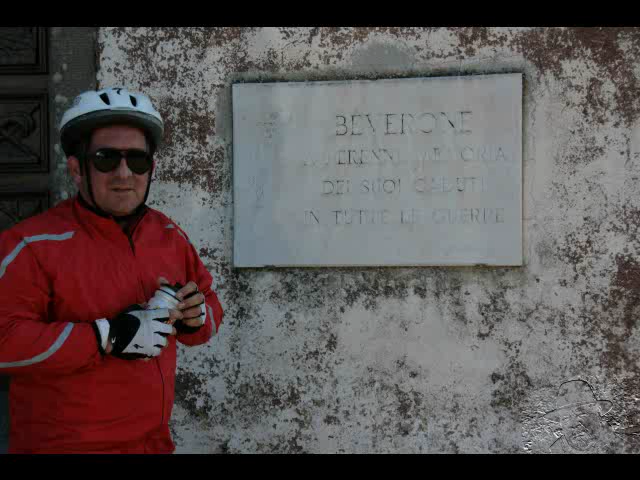 BEVERONE
A PERENNE MEMORIA
DEI SUOI CADUTI
IN TUTTE LE GUERRE